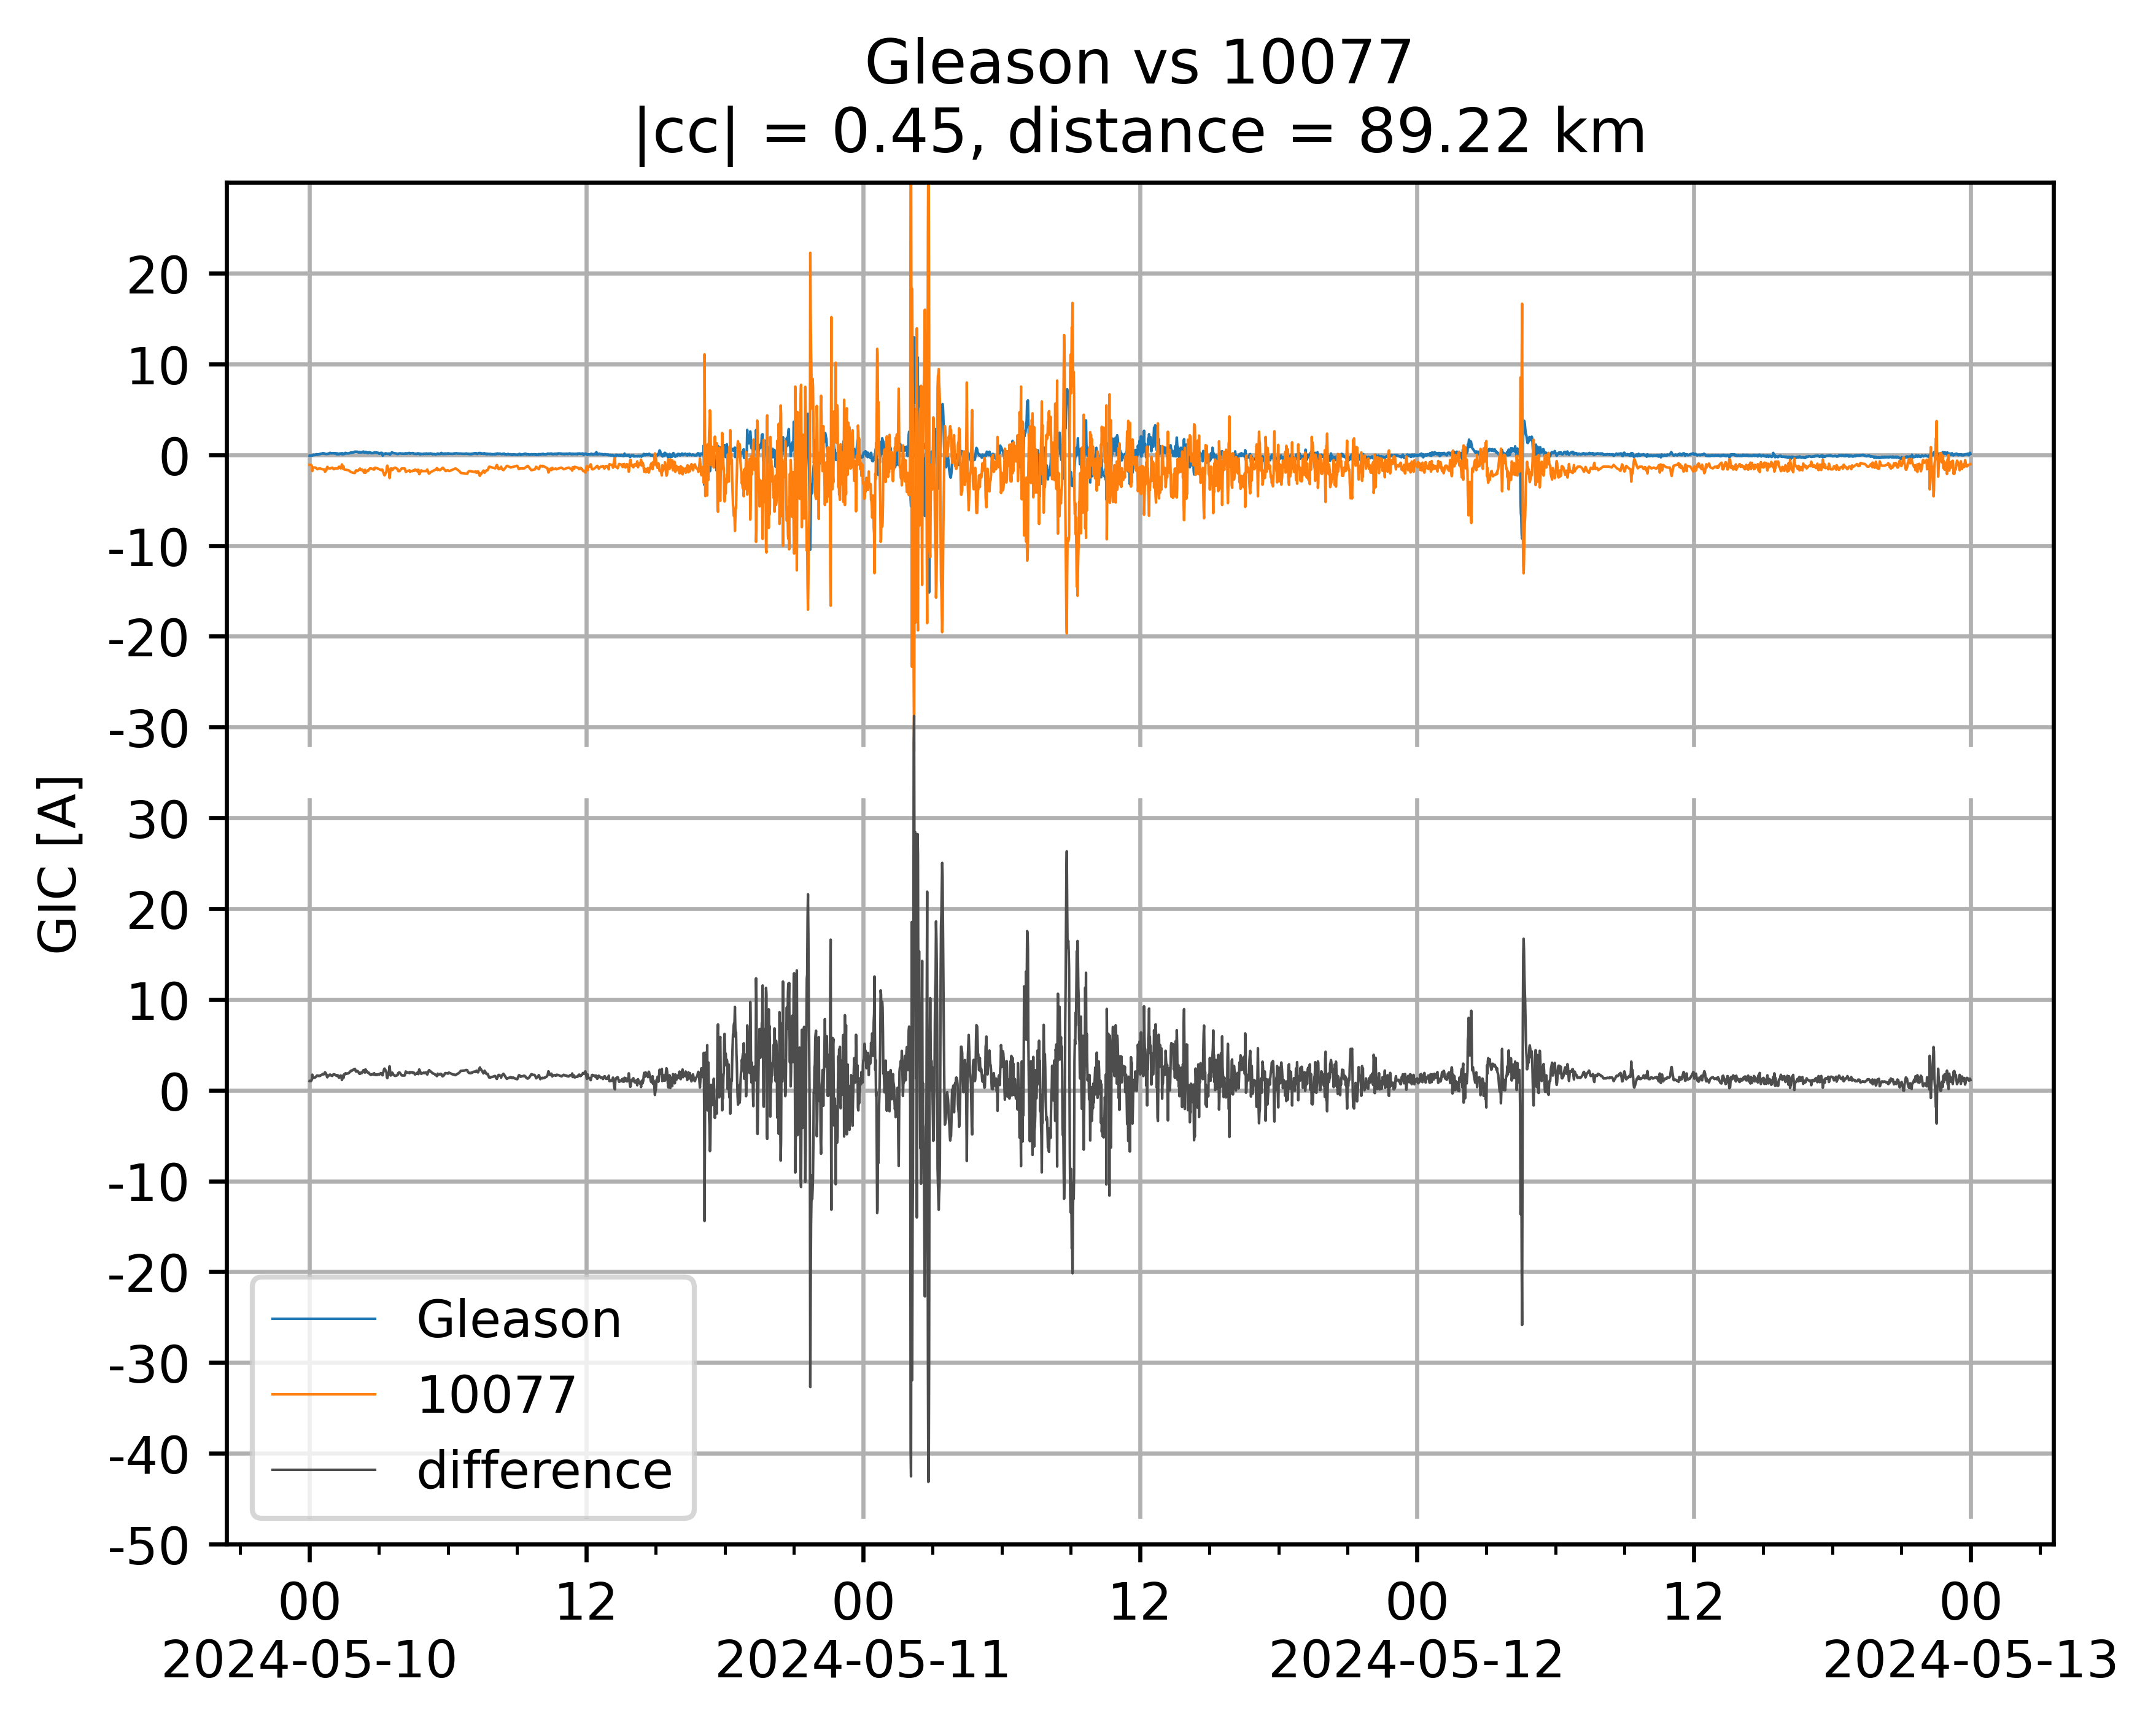 Gleason vs 10077
|cc| = 0.45, distance = 89.22 km
GIC [A]
20
10
0
-10
-20
-30
30
20
10
0
-10
-20
-30
-40
-50
Gleason
10077
difference
00 12 00 12 00 12 00
2024-05-10 2024-05-11 2024-05-12 2024-05-13